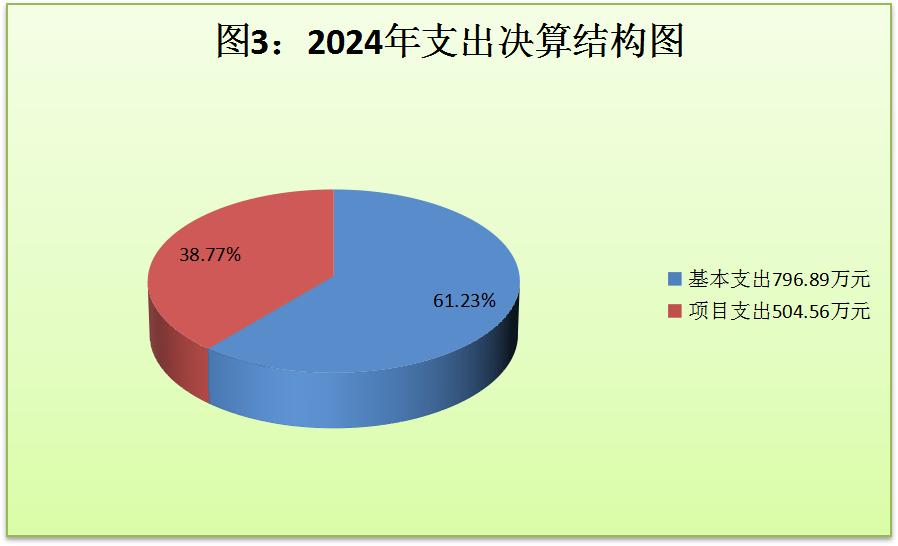 图3：2024年支出决算结构图
38.77%
61.23%
基本支出796.89万元
项目支出504.56万元